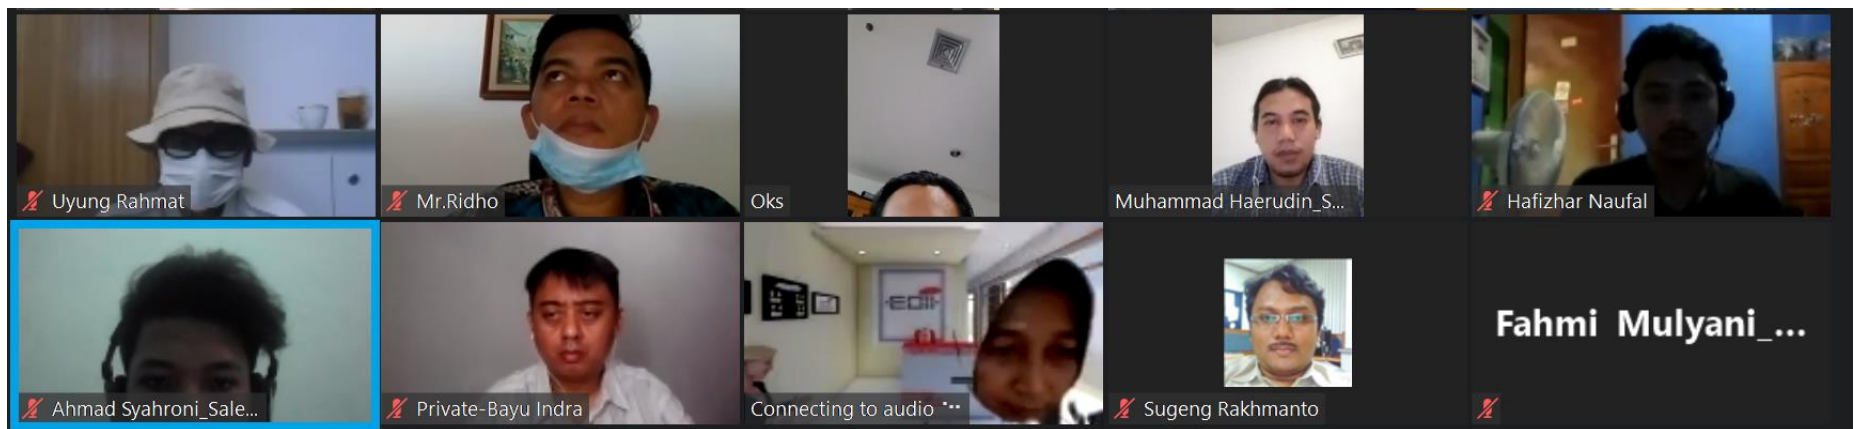 Uyung Rahmat
Mr.Ridho
Oks
Muhammad Haerudin_S...
Hafizhar Naufal
EDII
Ahmad Syahroni_Sale...
Private-Bayu Indra
Connecting to audio ...
Sugeng Rakhmanto
Fahmi Mulyani_...